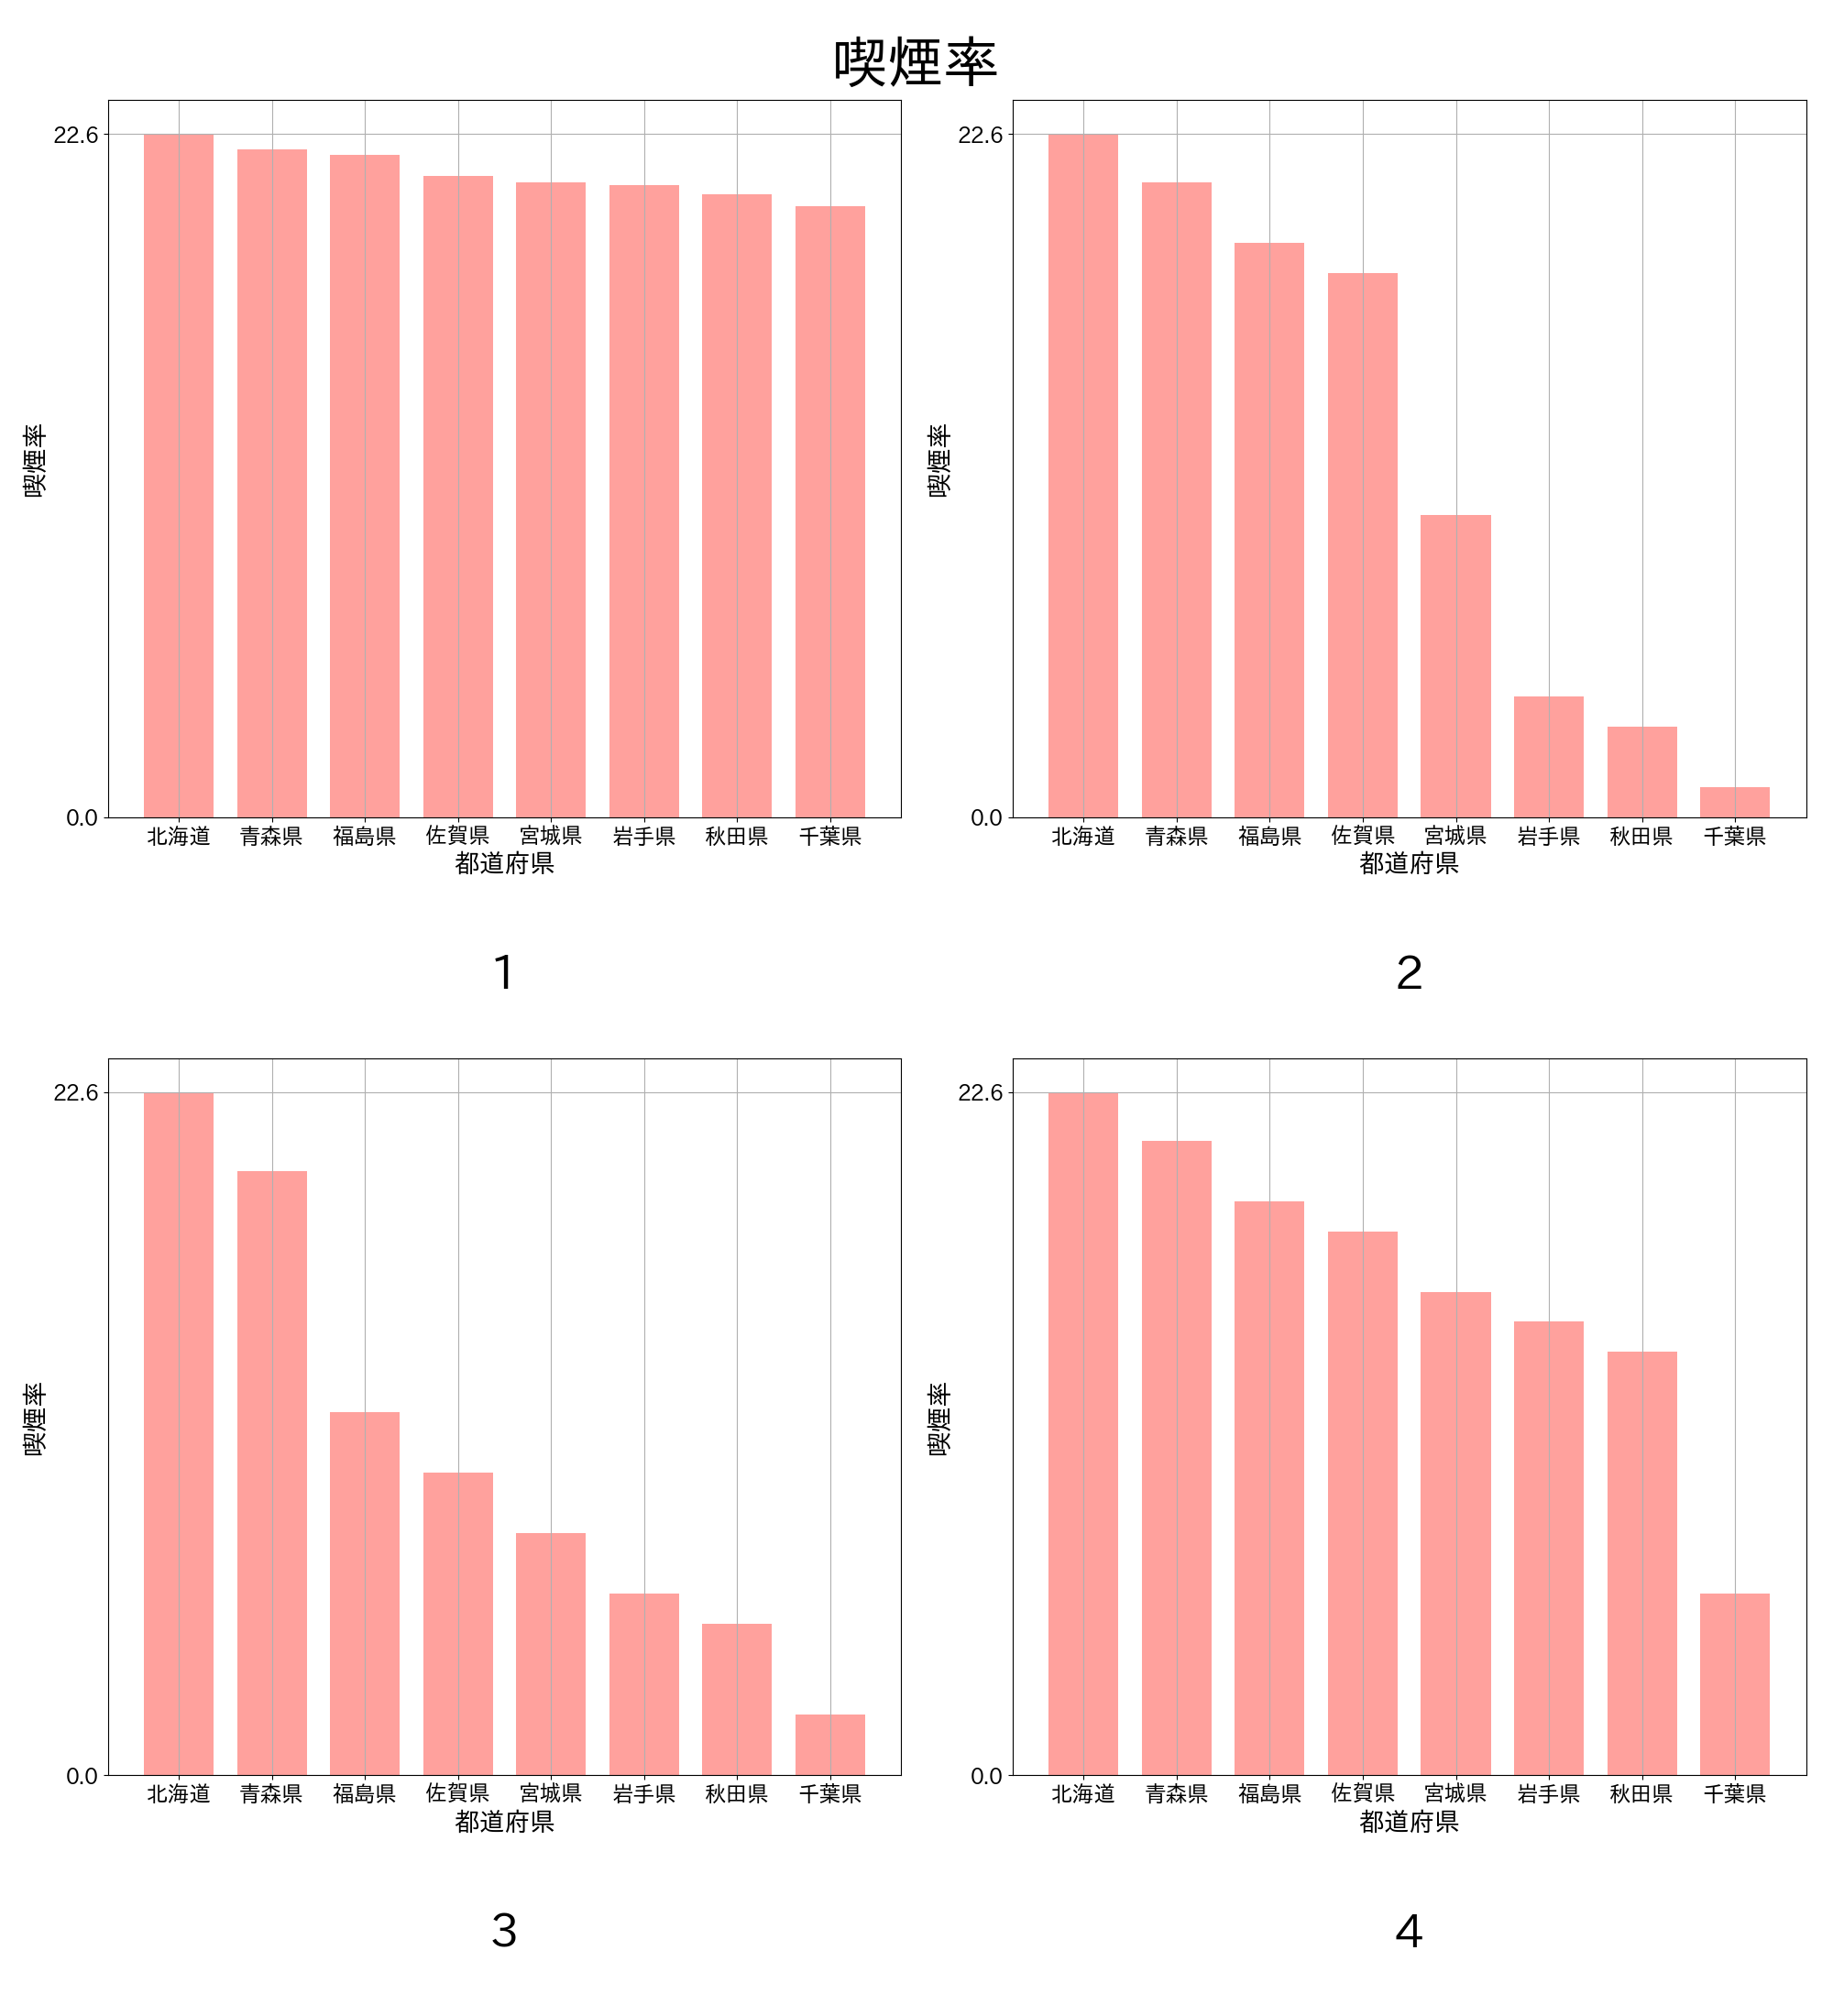 喫煙率
22.6
0.0
喫煙率
北海道 青森県 福島県 佐賀県 宮城県 岩手県 秋田県 千葉県
都道府県
1
22.6
0.0
喫煙率
北海道 青森県 福島県 佐賀県 宮城県 岩手県 秋田県 千葉県
都道府県
2
22.6
0.0
喫煙率
北海道 青森県 福島県 佐賀県 宮城県 岩手県 秋田県 千葉県
都道府県
3
22.6
0.0
喫煙率
北海道 青森県 福島県 佐賀県 宮城県 岩手県 秋田県 千葉県
都道府県
4